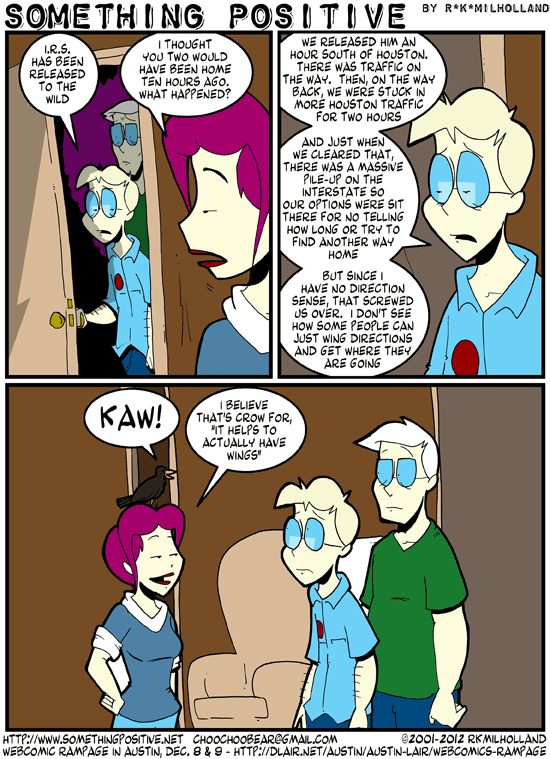 SOMETHING POSITIVE BY R*K*MILHOLLAND
I.R.S.
HAS BEEN
RELEASED
TO THE
WILD
I THOUGHT
YOU TWO WOULD
HAVE BEEN HOME
TEN HOURS AGO.
WHAT HAPPENED?
WE RELEASED HIM AN
HOUR SOUTH OF HOUSTON.
THERE WAS TRAFFIC ON
THE WAY. THEN, ON THE WAY
BACK, WE WERE STUCK IN
MORE HOUSTON TRAFFIC
FOR TWO HOURS
AND JUST WHEN
WE CLEARED THAT,
THERE WAS A MASSIVE
PILE-UP ON THE
INTERSTATE SO
OUR OPTIONS WERE SIT
THERE FOR NO TELLING
HOW LONG OR TRY TO
FIND ANOTHER WAY
HOME
BUT SINCE I
HAVE NO DIRECTION
SENSE, THAT SCREWED
US OVER. I DON'T SEE
HOW SOME PEOPLE CAN
JUST WING DIRECTIONS
AND GET WHERE THEY
ARE GOING
KAW!
I BELIEVE
THAT'S CROW FOR,
"IT HELPS TO
ACTUALLY HAVE
WINGS"
HTTP://WWW.SOMETHINGPOSITIVE.NET CHOOCHOOBEAR@GMAIL.COM ©2001-2012 RKMILHOLLAND
WEBCOMIC RAMPAGE IN AUSTIN, DEC. 8 & 9 - HTTP://DLAIR.NET/AUSTIN/AUSTIN-LAIR/WEBCOMICS-RAMPAGE